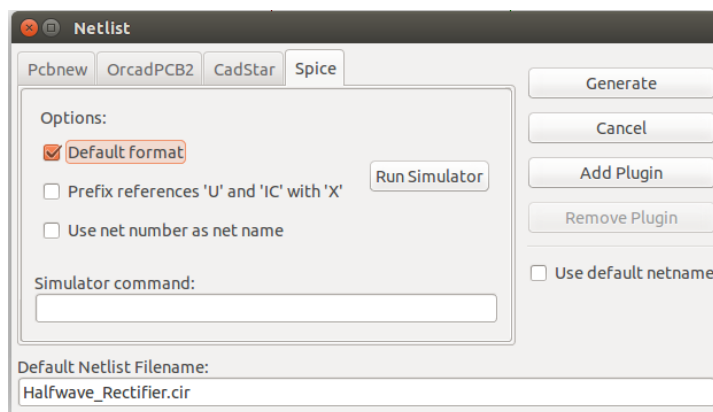 Netlist
Pcbnew OrcadPCB2 CadStar Spice
Options:
Default format
Prefix references 'U' and 'IC' with 'X'
Use net number as net name
Run Simulator
Simulator command:
Generate
Cancel
Add Plugin
Remove Plugin
Use default netname
Default Netlist Filename:
Halfwave_Rectifier.cir